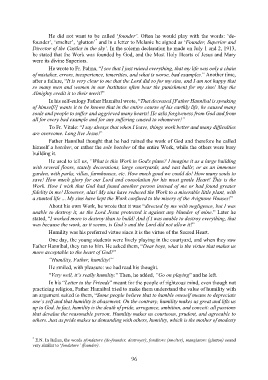 He did not want to be called 'founder'. Often he would play with the words: 'de-
founder', 'smelter', 'glutton' ² and in a letter to Melanie he signed as 'Founder, Superior and
Director of the Castles in the sky'. In the solemn declaration he made on July 1 and 2, 1913,
he stated that the Work was founded by God, and the Most Holy Hearts of Jesus and Mary
were its divine Superiors.
He wrote to Fr. Fulnin, "I see that I just ruined everything, that my life was only a chain
of mistakes, errors, inexperience, immorities, and what is worse, bad examples." Another time,
after a failure, "It is very clear to me that the Lord did so for my sins, and I am not happy that
so many men and women in our Institutes often bear the punishment for my sins! May the
Almighty credit it to their merit!"
In his self-eulogy Father Hannibal wrote, "The deceased [Father Hannibal is speaking
of himself] wants it to be known that in the entire course of his earthly life, he caused many
souls and people to suffer and aggrieved many hearts! He asks forgiveness from God and from
all for every bad example and for any suffering caused to whomever!"
To Fr. Vitale: "I say always that when I leave, things work better and many difficulties
are overcome. Long live Jesus!"
Father Hannibal thought that he had ruined the work of God and therefore he called
himself a hurdler, or rather the sole hurdler of the entire Work, while the others were busy
building it.
He used to tell us, "What is this Work in God's plans? I imagine it as a large building
with several floors, sturdy decorations; large courtyards, and vast halls; or as an immense
garden, with parks, villas, farmhouses, etc. How much good we could do! How many souls to
save! How much glory for our Lord and consolation for his most gentle Heart! This is the
Work. How I wish that God had found another person instead of me or had found greater
fidelity in me! However, alas! My sins have reduced the Work to a miserable little plant, with
a stunted life ... My sins have kept the Work confined to the misery of the Avignone Houses!"
About his own Work, he wrote that it was "directed by me with negligence, but I was
unable to destroy it, as the Lord Jesus protected it against any blunder of mine." Later he
stated, "I worked more to destroy than to build. And if I was unable to destroy everything, that
was because the work, as it seems, is God's and the Lord did not allow it!"
Humility was his preferred virtue since it is the virtue of the Sacred Heart.
One day, the young students were freely playing in the courtyard, and when they saw
Father Hannibal, they ran to him. He asked them, "Dear boys, what is the virtue that makes us
more acceptable to the heart of God?"
"Humility, Father, humility!"
He smiled, with pleasure: we had read his thought.
"Very well, it's really humility." Then he added, "Go on playing" and he left.
In his "Letter to the Friends" meant for people of rigorous mind, even though not
practicing religion, Father Hannibal tried to make them understand the value of humility with
an argument suited to them, "Some people believe that to humble oneself means to depreciate
one's self and that humility is abasement. On the contrary, humility makes us great and lifts us
up to God. In fact, humility is the death of pride, arrogance, ambition, and conceit: all passions
that devalue the reasonable person. Humility makes us courteous, prudent, and agreeable to
others. Just as pride makes us demanding with others, humility, which is the mother of modesty
² T.N. In Italian, the words sfondatore (de-founder, destroyer), fonditore (smelter), mangiatore (glutton) sound
very similar to "fondatore" (founder).
96